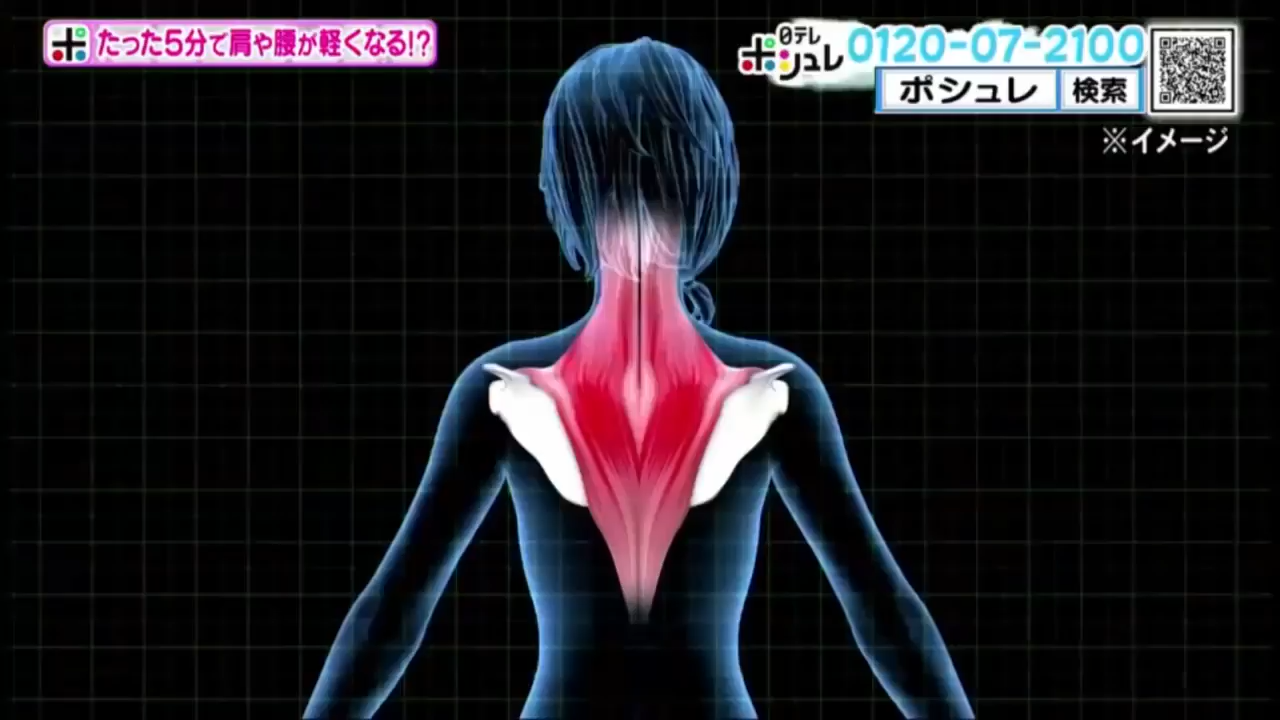 ポ たった5分で肩や腰が軽くなる!?
日テレ
ポシュレ
0120-07-2100
ポシュレ 検索
※イメージ